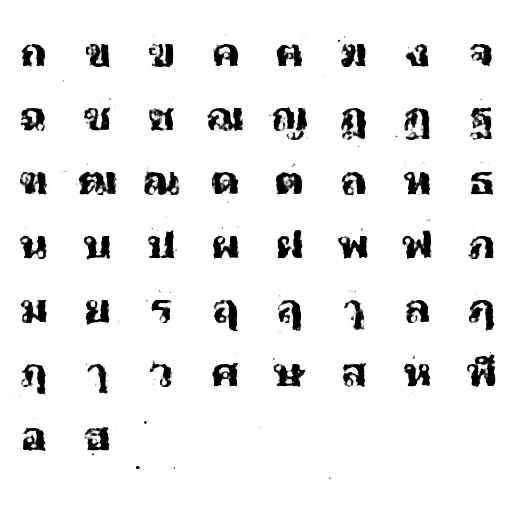 ก ข ฃ ค ฅ ฆ ง จ
ฉ ช ซ ฌ ญ ฎ ฏ ฐ
ฑ ฒ ณ ด ต ถ ท ธ
น บ ป ผ ฝ พ ฟ ภ
ม ย ร ฤ ฤ ๅ ล ฦ
ฦ ๅ ว ศ ษ ส ห ฬ
อ ฮ